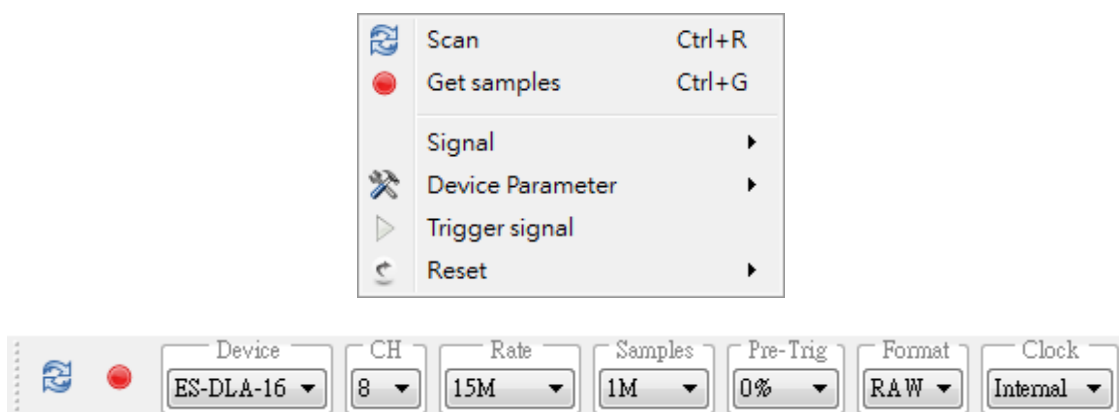 Scan Ctrl+R
Get samples Ctrl+G
Signal
Device Parameter
Trigger signal
Reset
Device CH Rate Samples Pre-Trig Format Clock
ES-DLA-16 8 15M 1M 0% RAW Internal